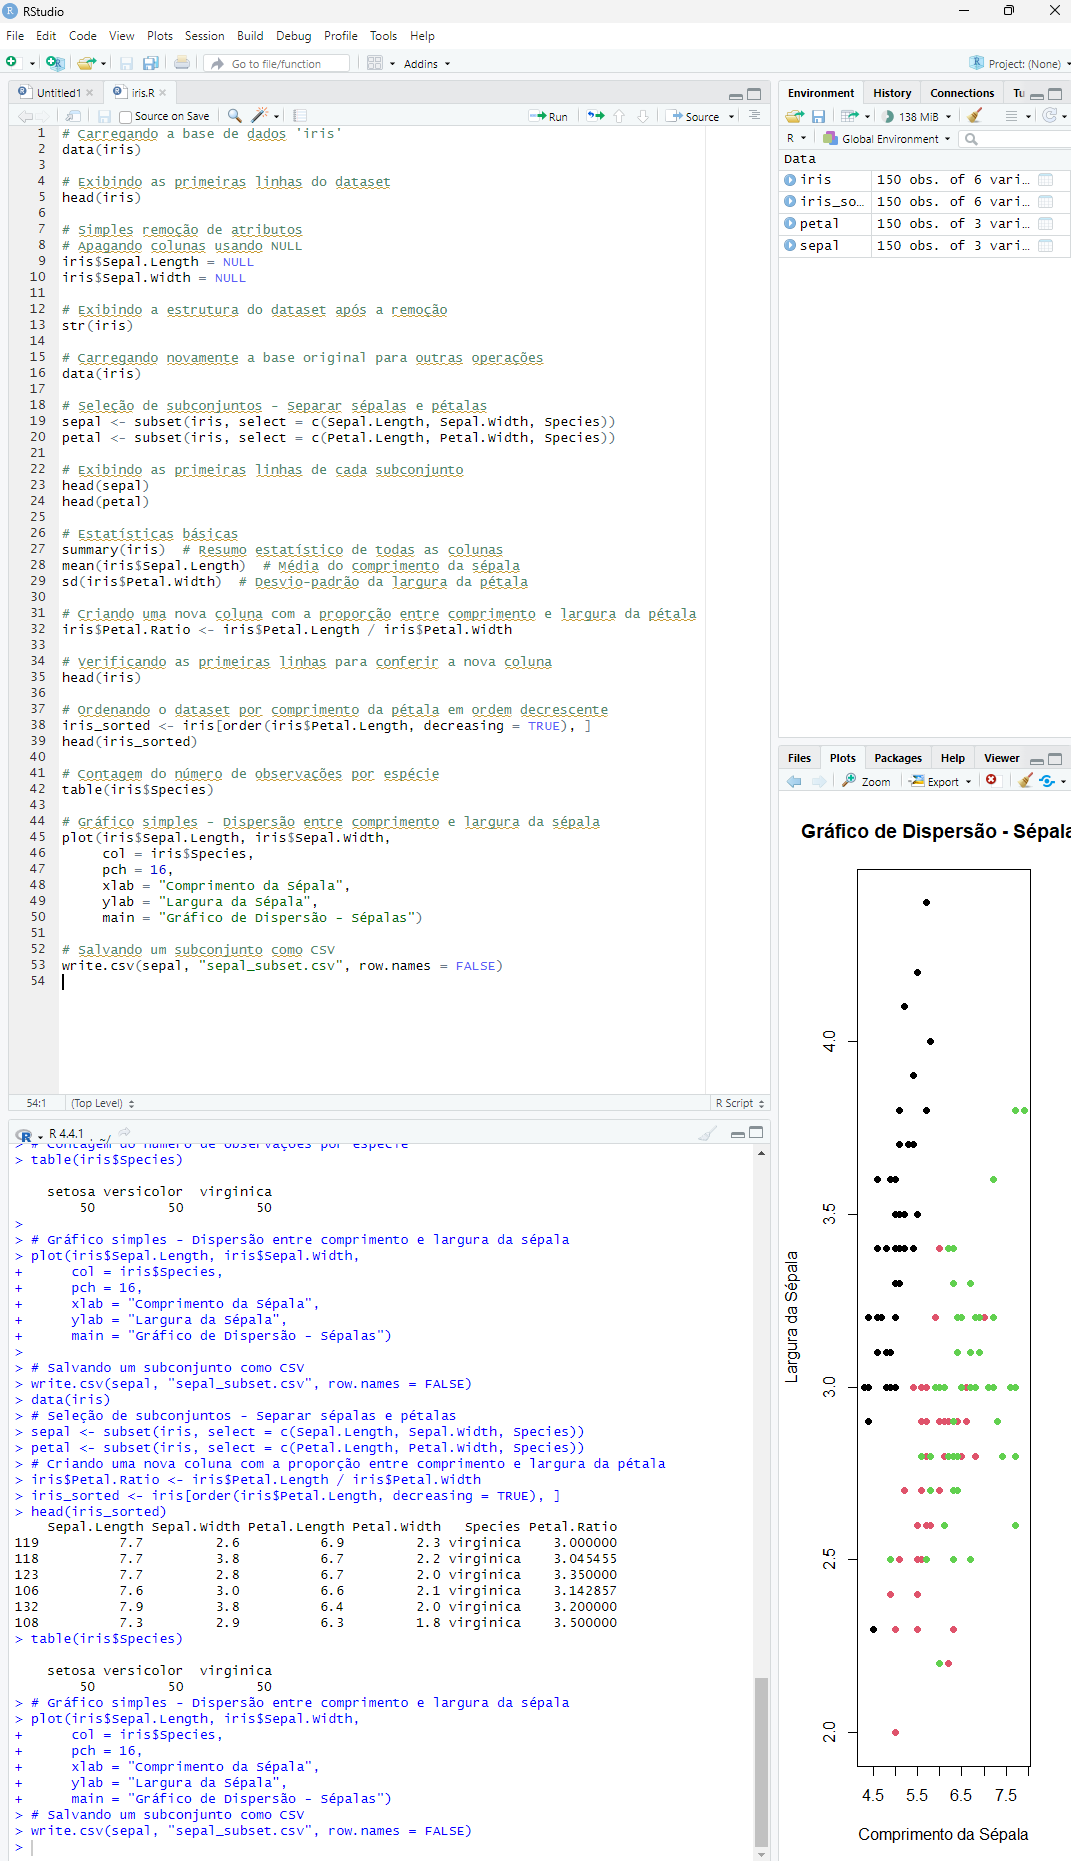 RStudio
File Edit Code View Plots Session Build Debug Profile Tools Help
Go to file/function Addins Project: (None)
Untitled1 iris.R
Source on Save Run Source
1 # Carregando a base de dados 'iris'
2 data(iris)
3
4 # Exibindo as primeiras linhas do dataset
5 head(iris)
6
7 # Simples remoção de atributos
8 # Apagando colunas usando NULL
9 iris$Sepal.Length = NULL
10 iris$Sepal.Width = NULL
11
12 # Exibindo a estrutura do dataset após a remoção
13 str(iris)
14
15 # Carregando novamente a base original para outras operações
16 data(iris)
17
18 # Seleção de subconjuntos - Separar sépalas e pétalas
19 sepal <- subset(iris, select = c(Sepal.Length, Sepal.Width, Species))
20 petal <- subset(iris, select = c(Petal.Length, Petal.Width, Species))
21
22 # Exibindo as primeiras linhas de cada subconjunto
23 head(sepal)
24 head(petal)
25
26 # Estatísticas básicas
27 summary(iris)  # Resumo estatístico de todas as colunas
28 mean(iris$Sepal.Length)  # Média do comprimento da sépala
29 sd(iris$Petal.Width)  # Desvio-padrão da largura da pétala
30
31 # Criando uma nova coluna com a proporção entre comprimento e largura da pétala
32 iris$Petal.Ratio <- iris$Petal.Length / iris$Petal.Width
33
34 # Verificando as primeiras linhas para conferir a nova coluna
35 head(iris)
36
37 # Ordenando o dataset por comprimento da pétala em ordem decrescente
38 iris_sorted <- iris[order(iris$Petal.Length, decreasing = TRUE), ]
39 head(iris_sorted)
40
41 # Contagem do número de observações por espécie
42 table(iris$Species)
43
44 # Gráfico simples - Dispersão entre comprimento e largura da sépala
45 plot(iris$Sepal.Length, iris$Sepal.Width,
46      col = iris$Species,
47      pch = 16,
48      xlab = "Comprimento da Sépala",
49      ylab = "Largura da Sépala",
50      main = "Gráfico de Dispersão - Sépalas")
51
52 # Salvando um subconjunto como CSV
53 write.csv(sepal, "sepal_subset.csv", row.names = FALSE)
54
54:1 (Top Level) R Script
R 4.4.1 . ~/
> # Contagem do número de observações por espécie
> table(iris$Species)
setosa versicolor virginica
50 50 50
>
> # Gráfico simples - Dispersão entre comprimento e largura da sépala
> plot(iris$Sepal.Length, iris$Sepal.Width,
+      col = iris$Species,
+      pch = 16,
+      xlab = "Comprimento da Sépala",
+      ylab = "Largura da Sépala",
+      main = "Gráfico de Dispersão - Sépalas")
>
> # Salvando um subconjunto como CSV
> write.csv(sepal, "sepal_subset.csv", row.names = FALSE)
> data(iris)
> # Seleção de subconjuntos - Separar sépalas e pétalas
> sepal <- subset(iris, select = c(Sepal.Length, Sepal.Width, Species))
> petal <- subset(iris, select = c(Petal.Length, Petal.Width, Species))
> # Criando uma nova coluna com a proporção entre comprimento e largura da pétala
> iris$Petal.Ratio <- iris$Petal.Length / iris$Petal.Width
> iris_sorted <- iris[order(iris$Petal.Length, decreasing = TRUE), ]
> head(iris_sorted)
Sepal.Length Sepal.Width Petal.Length Petal.Width Species Petal.Ratio
119 7.7 2.6 6.9 2.3 virginica 3.000000
118 7.7 3.8 6.7 2.2 virginica 3.045455
123 7.7 2.8 6.7 2.0 virginica 3.350000
106 7.6 3.0 6.6 2.1 virginica 3.142857
132 7.9 3.8 6.4 2.0 virginica 3.200000
108 7.3 2.9 6.3 1.8 virginica 3.500000
> table(iris$Species)
setosa versicolor virginica
50 50 50
> # Gráfico simples - Dispersão entre comprimento e largura da sépala
> plot(iris$Sepal.Length, iris$Sepal.Width,
+      col = iris$Species,
+      pch = 16,
+      xlab = "Comprimento da Sépala",
+      ylab = "Largura da Sépala",
+      main = "Gráfico de Dispersão - Sépalas")
> # Salvando um subconjunto como CSV
> write.csv(sepal, "sepal_subset.csv", row.names = FALSE)
>
Environment History Connections Tu
138 MiB
R Global Environment
Data
iris 150 obs. of 6 vari...
iris_so... 150 obs. of 6 vari...
petal 150 obs. of 3 vari...
sepal 150 obs. of 3 vari...
Files Plots Packages Help Viewer
Zoom Export
Gráfico de Dispersão - Sépala
Largura da Sépala
4.0
3.5
3.0
2.5
2.0
4.5 5.5 6.5 7.5
Comprimento da Sépala